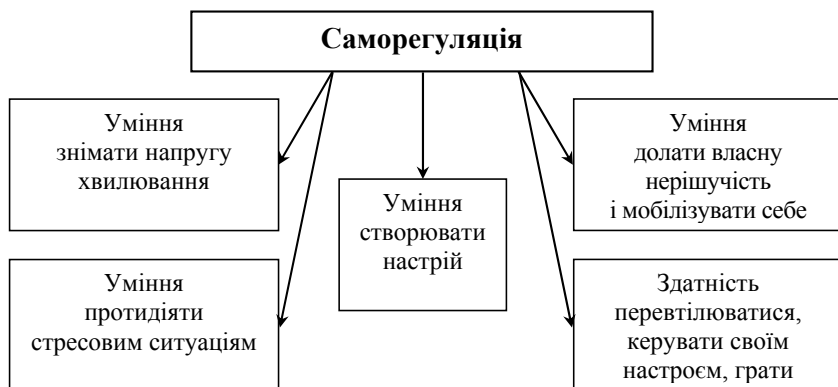 Саморегуляція
Уміння
знімати напругу
хвилювання
Уміння
протидіяти
стресовим ситуаціям
Уміння
створювати
настрій
Уміння
долати власну
нерішучість
і мобілізувати себе
Здатність
перевтілюватися,
керувати своїм
настроєм, грати